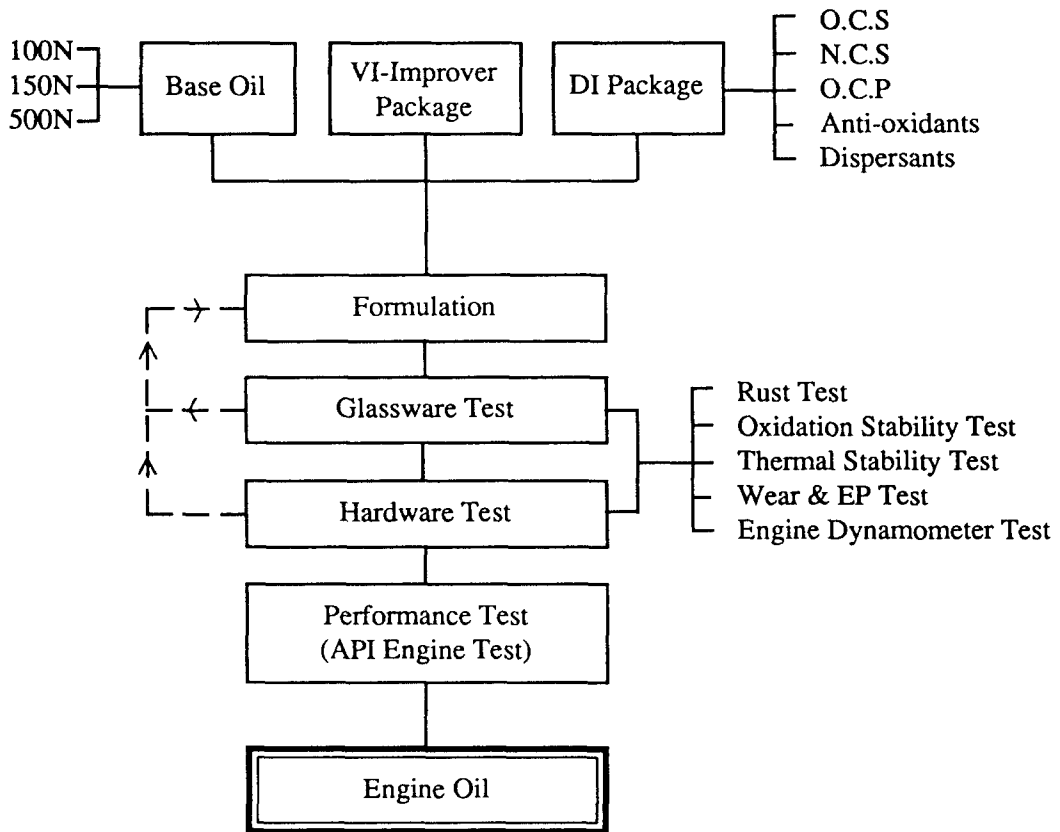 100N
150N
500N
Base Oil
VI-Improver
Package
DI Package
O.C.S
N.C.S
O.C.P
Anti-oxidants
Dispersants
Formulation
Glassware Test
Hardware Test
Rust Test
Oxidation Stability Test
Thermal Stability Test
Wear & EP Test
Engine Dynamometer Test
Performance Test
(API Engine Test)
Engine Oil